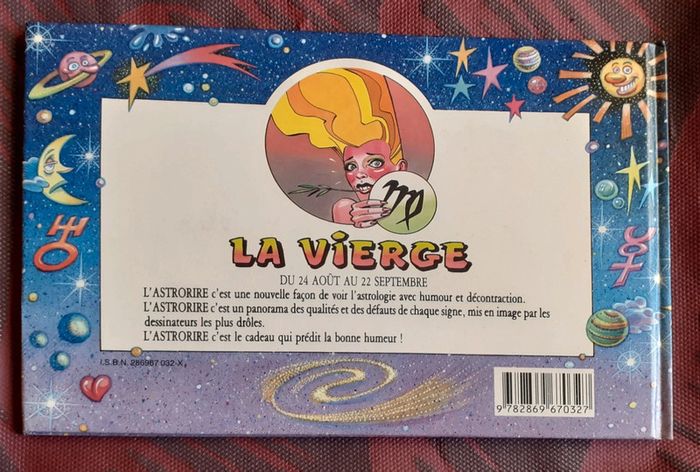 LA ViERGE
DU 24 AOÛT AU 22 SEPTEMBRE
L'ASTRORIRE c'est une nouvelle façon de voir l'astrologie avec humour et décontraction.
L'ASTRORIRE c'est un panorama des qualités et des défauts de chaque signe, mis en image par les
dessinateurs les plus drôles.
L'ASTRORIRE c'est le cadeau qui prédit la bonne humeur !
I.S.B.N. 286967 032-X
9 782869 670327